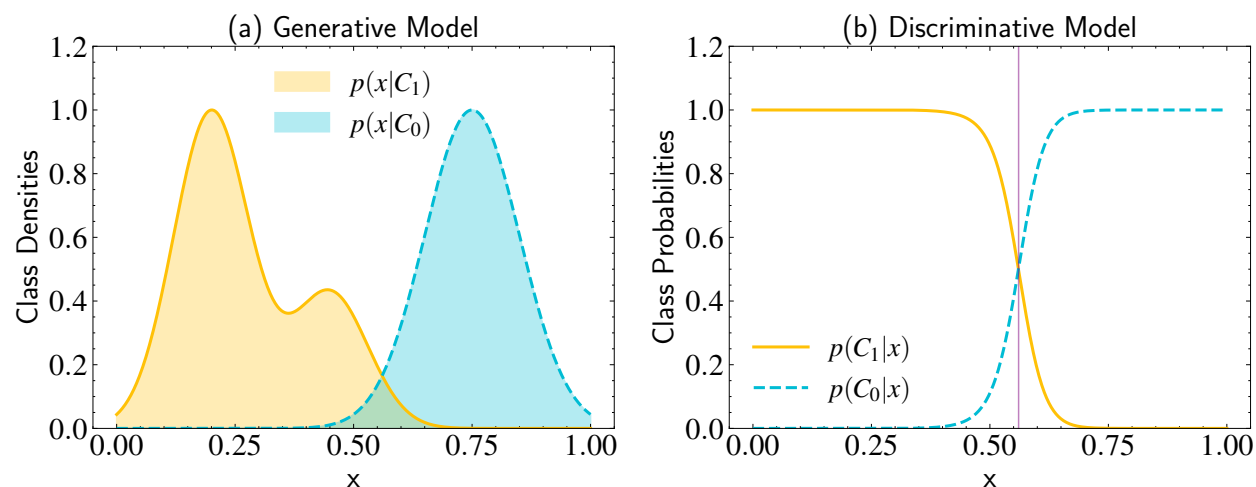 (a) Generative Model
1.2
1.0
0.8
0.6
0.4
0.2
0.0
Class Densities
p(x|C₁)
p(x|C₀)
0.00 0.25 0.50 0.75 1.00
x
(b) Discriminative Model
1.2
1.0
0.8
0.6
0.4
0.2
0.0
Class Probabilities
p(C₁|x)
p(C₀|x)
0.00 0.25 0.50 0.75 1.00
x